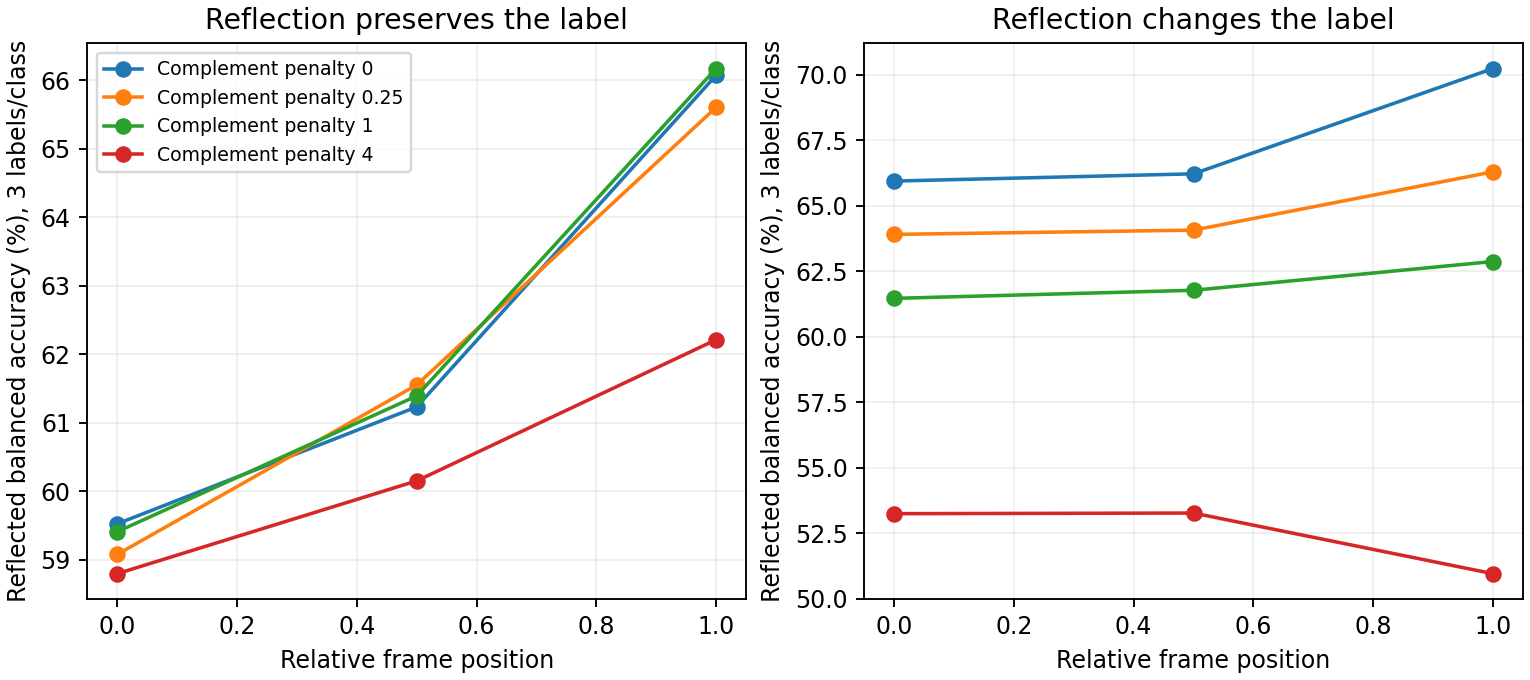 Reflection preserves the label
Reflected balanced accuracy (%), 3 labels/class
66
65
64
63
62
61
60
59
Complement penalty 0
Complement penalty 0.25
Complement penalty 1
Complement penalty 4
0.0 0.2 0.4 0.6 0.8 1.0
Relative frame position
Reflection changes the label
Reflected balanced accuracy (%), 3 labels/class
70.0
67.5
65.0
62.5
60.0
57.5
55.0
52.5
50.0
0.0 0.2 0.4 0.6 0.8 1.0
Relative frame position